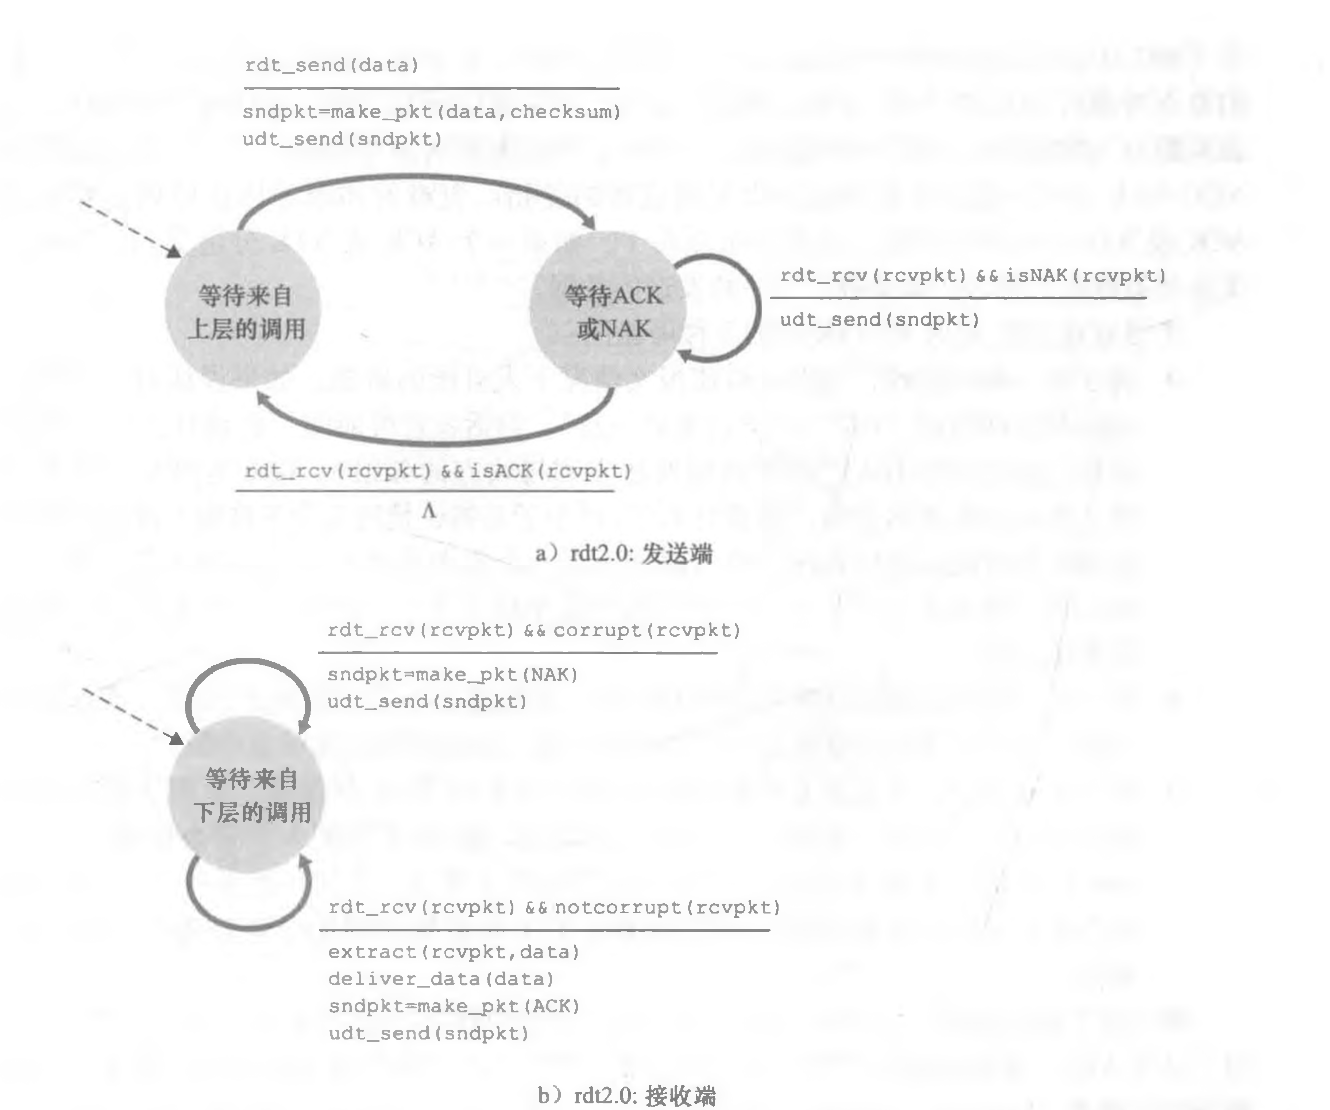 rdt_send(data)
sndpkt=make_pkt(data,checksum)
udt_send(sndpkt)
等待来自
上层的调用
等待ACK
或NAK
rdt_rcv(rcvpkt) && isNAK(rcvpkt)
udt_send(sndpkt)
rdt_rcv(rcvpkt) && isACK(rcvpkt)
Λ
a）rdt2.0: 发送端
rdt_rcv(rcvpkt) && corrupt(rcvpkt)
sndpkt=make_pkt(NAK)
udt_send(sndpkt)
等待来自
下层的调用
rdt_rcv(rcvpkt) && notcorrupt(rcvpkt)
extract(rcvpkt,data)
deliver_data(data)
sndpkt=make_pkt(ACK)
udt_send(sndpkt)
b）rdt2.0: 接收端